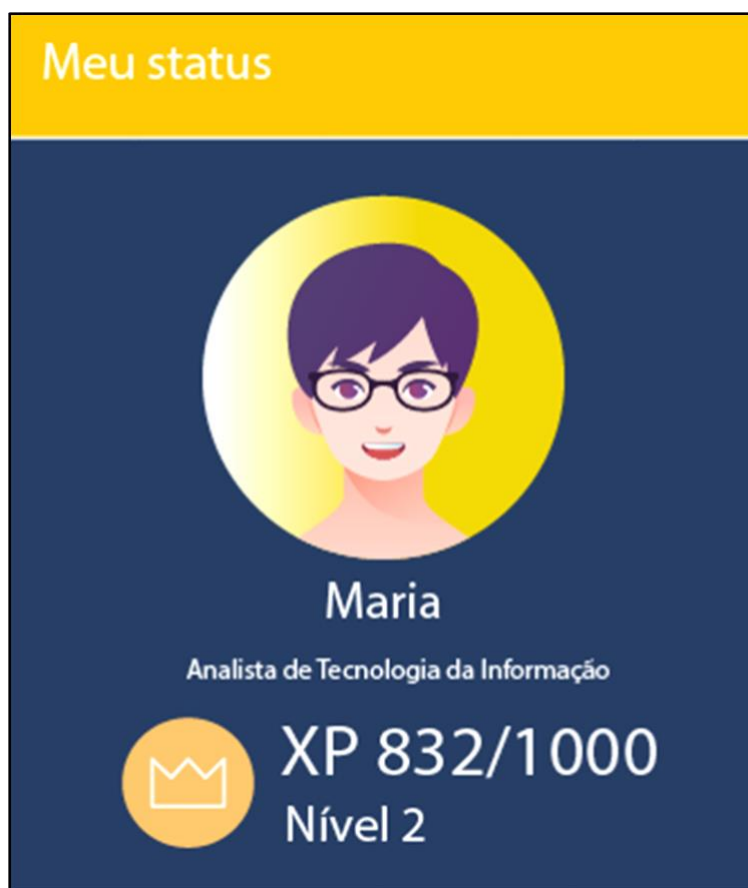 Meu status
Maria
Analista de Tecnologia da Informação
XP 832/1000
Nível 2